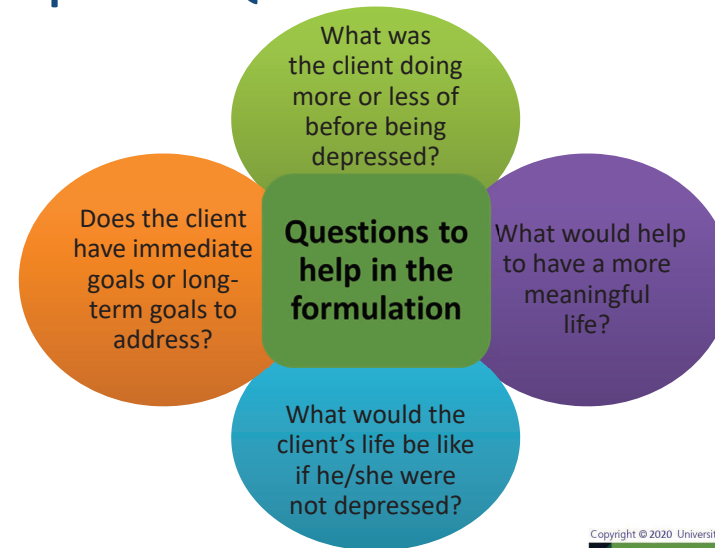 What was
the client doing
more or less of
before being
depressed?
Does the client
have immediate
goals or long-
term goals to
address?
Questions to
help in the
formulation
What would help
to have a more
meaningful
life?
What would the
client's life be like
if he/she were
not depressed?
Copyright © 2020